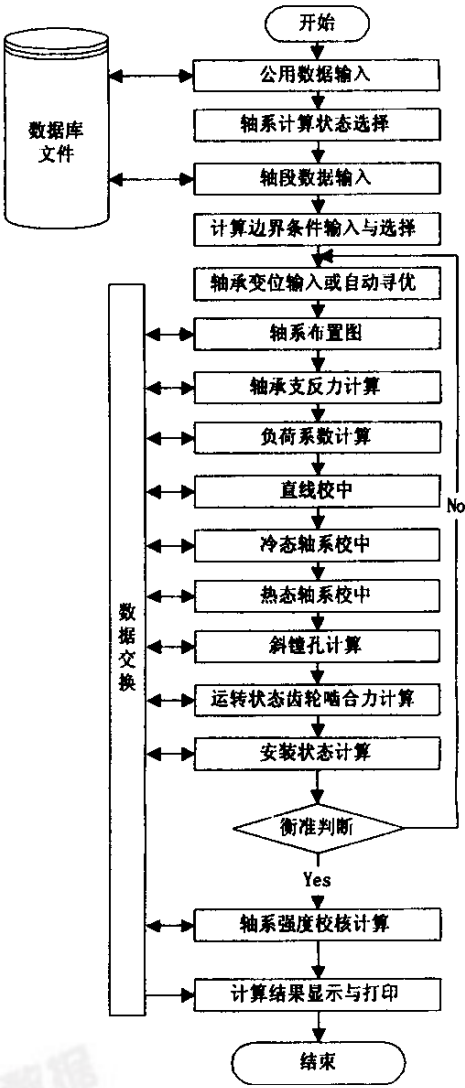 开始
公用数据输入
数据库
文件
轴系计算状态选择
轴段数据输入
计算边界条件输入与选择
轴承变位输入或自动寻优
轴系布置图
轴承支反力计算
负荷系数计算
直线校中
No
冷态轴系校中
热态轴系校中
数据交换
斜镗孔计算
运转状态齿轮啮合力计算
安装状态计算
衡准判断
Yes
轴系强度校核计算
计算结果显示与打印
结束
数据